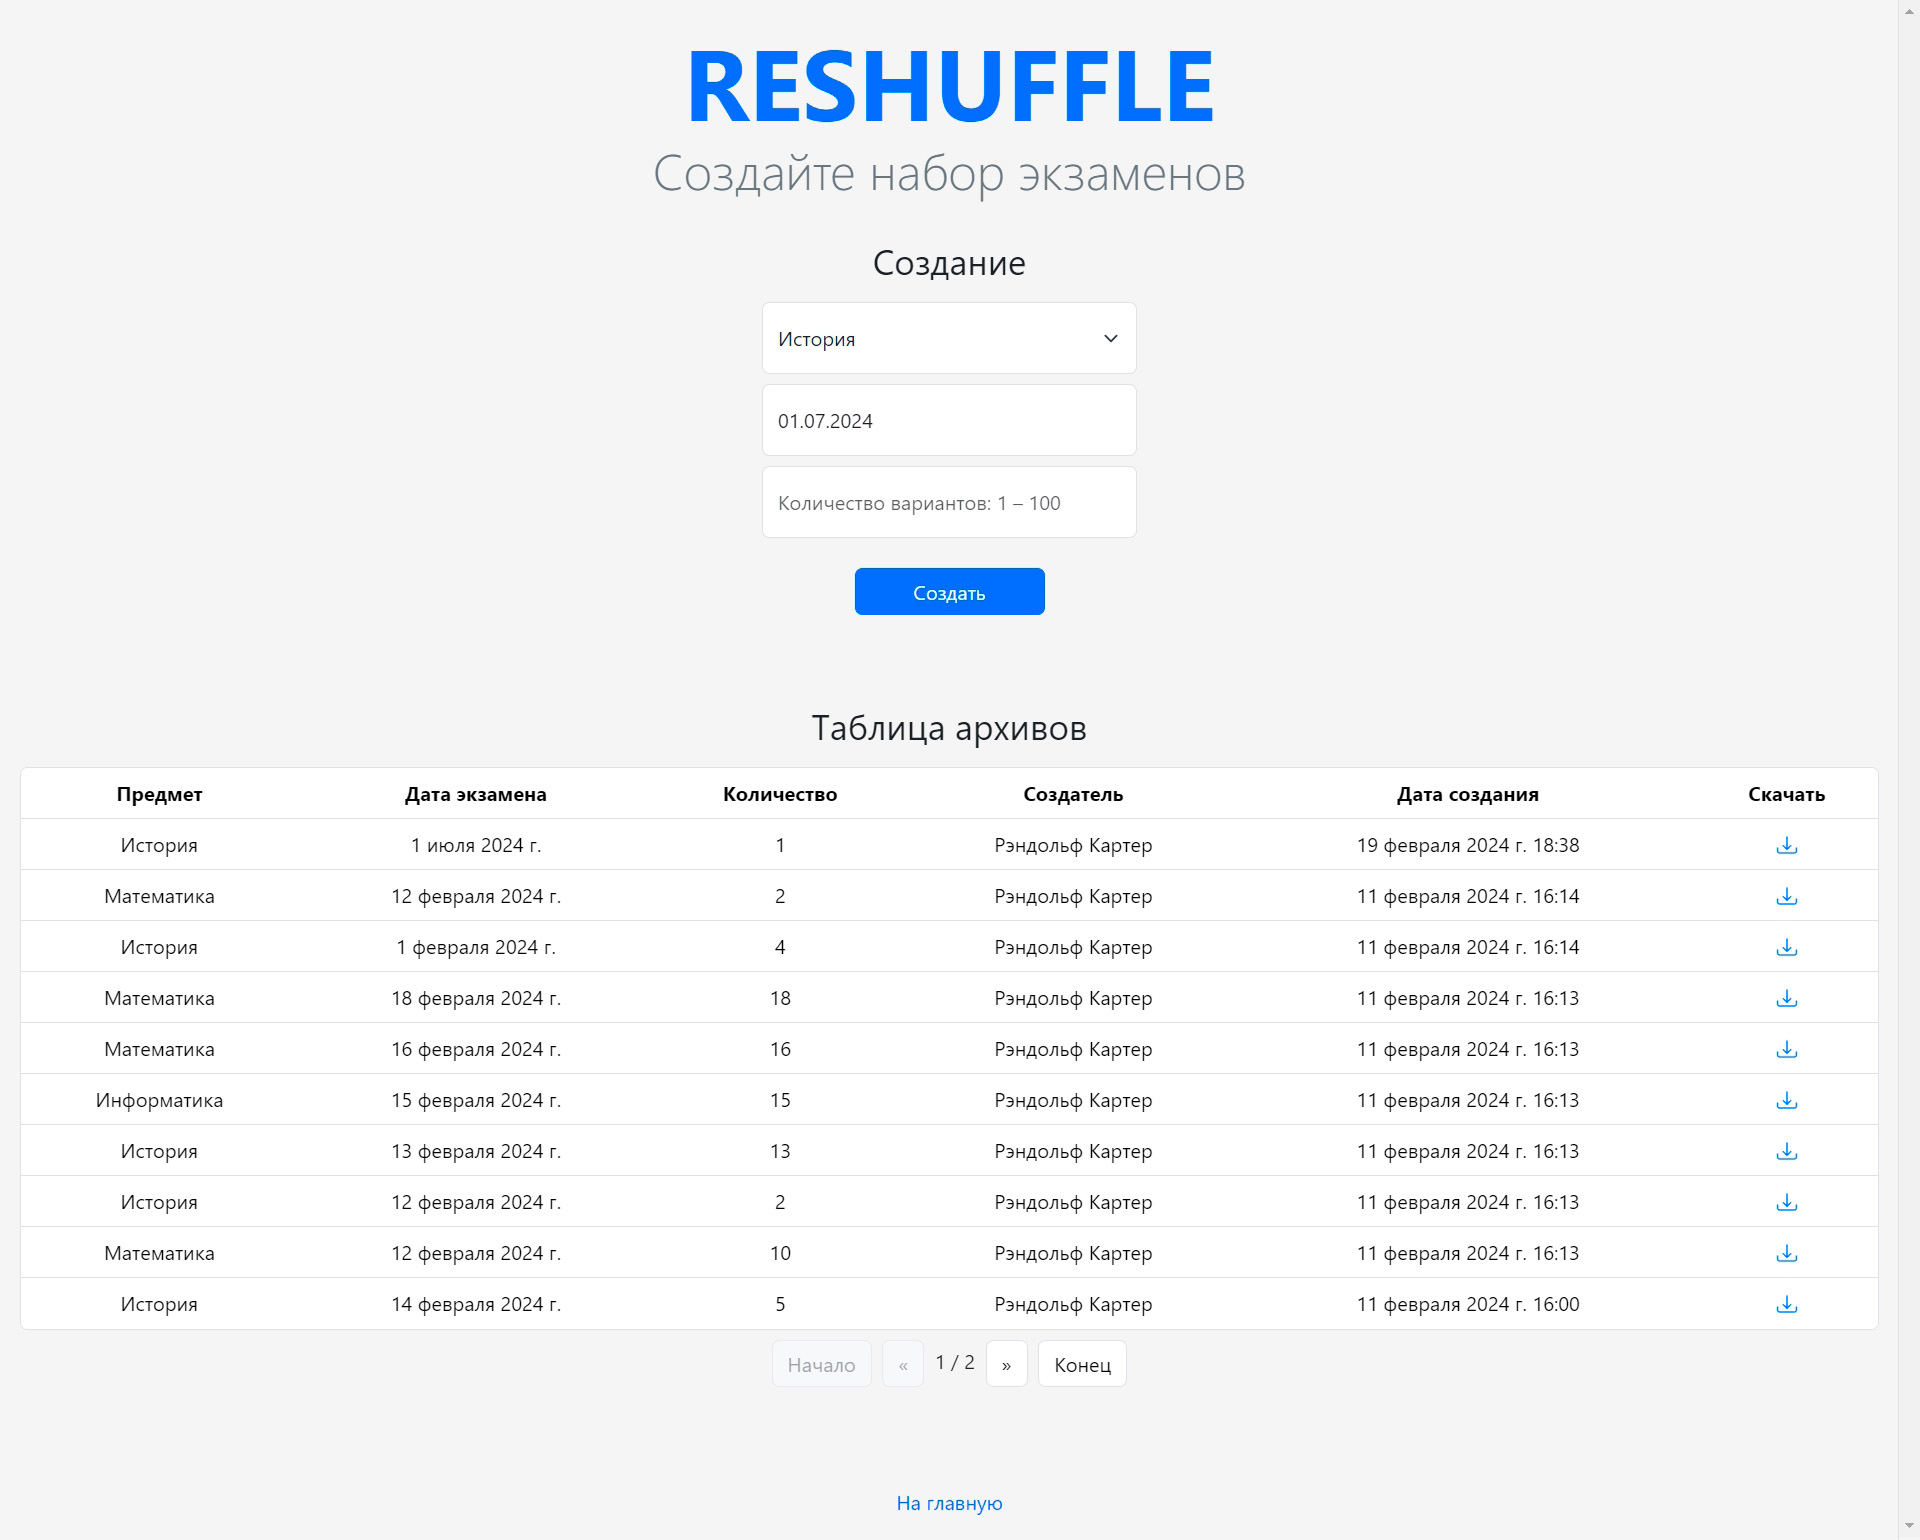 RESHUFFLE
Создайте набор экзаменов
Создание
История
01.07.2024
Количество вариантов: 1 – 100
Создать
Таблица архивов
Предмет Дата экзамена Количество Создатель Дата создания Скачать
История 1 июля 2024 г. 1 Рэндольф Картер 19 февраля 2024 г. 18:38
Математика 12 февраля 2024 г. 2 Рэндольф Картер 11 февраля 2024 г. 16:14
История 1 февраля 2024 г. 4 Рэндольф Картер 11 февраля 2024 г. 16:14
Математика 18 февраля 2024 г. 18 Рэндольф Картер 11 февраля 2024 г. 16:13
Математика 16 февраля 2024 г. 16 Рэндольф Картер 11 февраля 2024 г. 16:13
Информатика 15 февраля 2024 г. 15 Рэндольф Картер 11 февраля 2024 г. 16:13
История 13 февраля 2024 г. 13 Рэндольф Картер 11 февраля 2024 г. 16:13
История 12 февраля 2024 г. 2 Рэндольф Картер 11 февраля 2024 г. 16:13
Математика 12 февраля 2024 г. 10 Рэндольф Картер 11 февраля 2024 г. 16:13
История 14 февраля 2024 г. 5 Рэндольф Картер 11 февраля 2024 г. 16:00
Начало « 1 / 2 » Конец
На главную